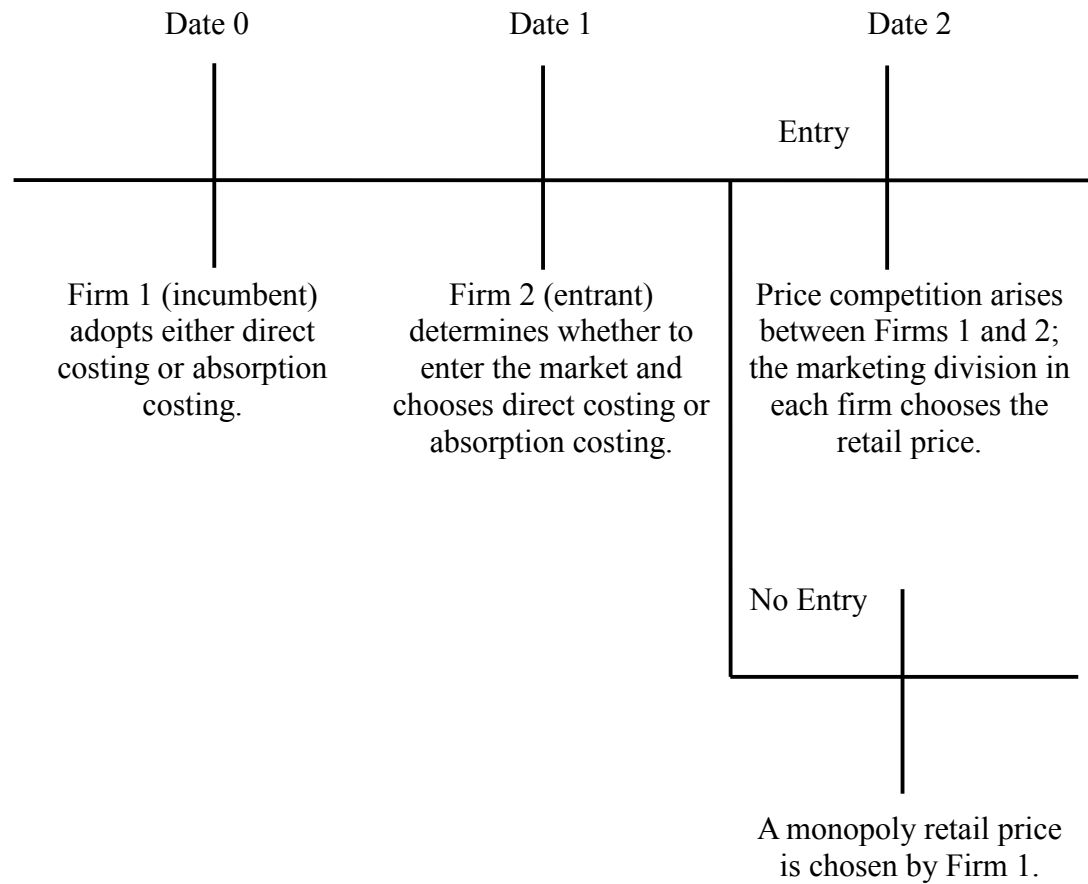 Date 0
Date 1
Date 2
Entry
Firm 1 (incumbent)
adopts either direct
costing or absorption
costing.
Firm 2 (entrant)
determines whether to
enter the market and
chooses direct costing or
absorption costing.
Price competition arises
between Firms 1 and 2;
the marketing division in
each firm chooses the
retail price.
No Entry
A monopoly retail price
is chosen by Firm 1.